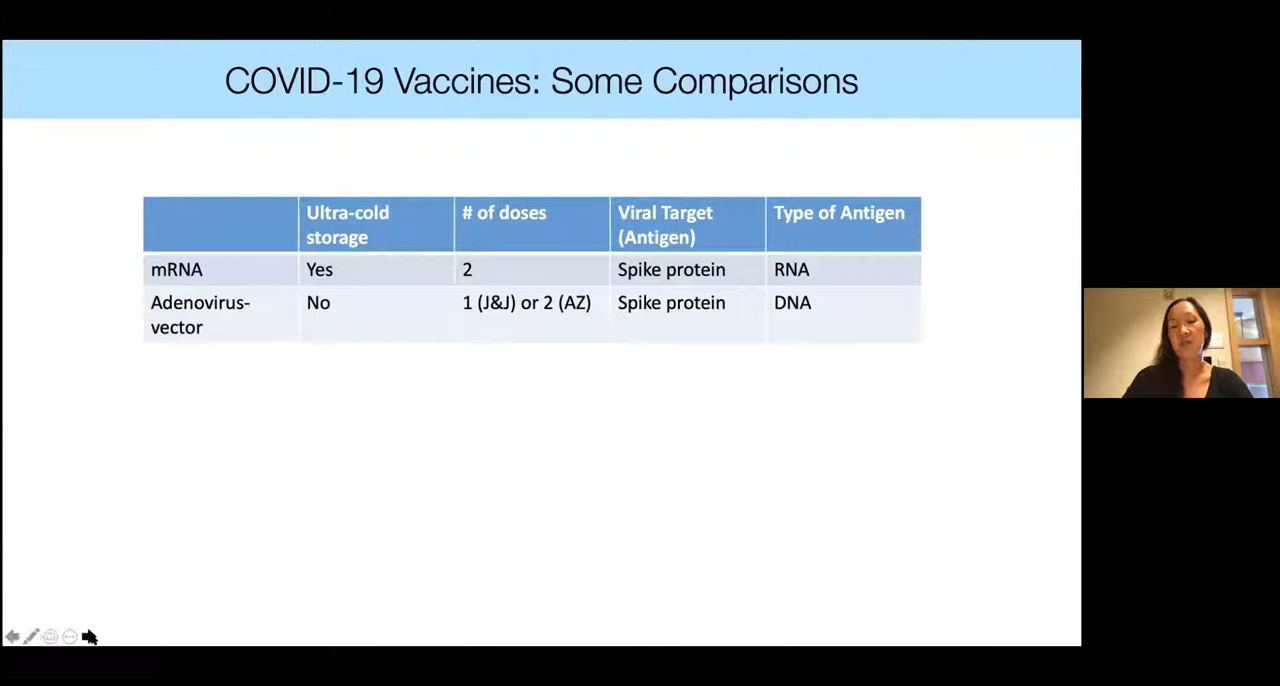 COVID-19 Vaccines: Some Comparisons
Ultra-cold storage # of doses Viral Target (Antigen) Type of Antigen
mRNA Yes 2 Spike protein RNA
Adenovirus-vector No 1 (J&J) or 2 (AZ) Spike protein DNA